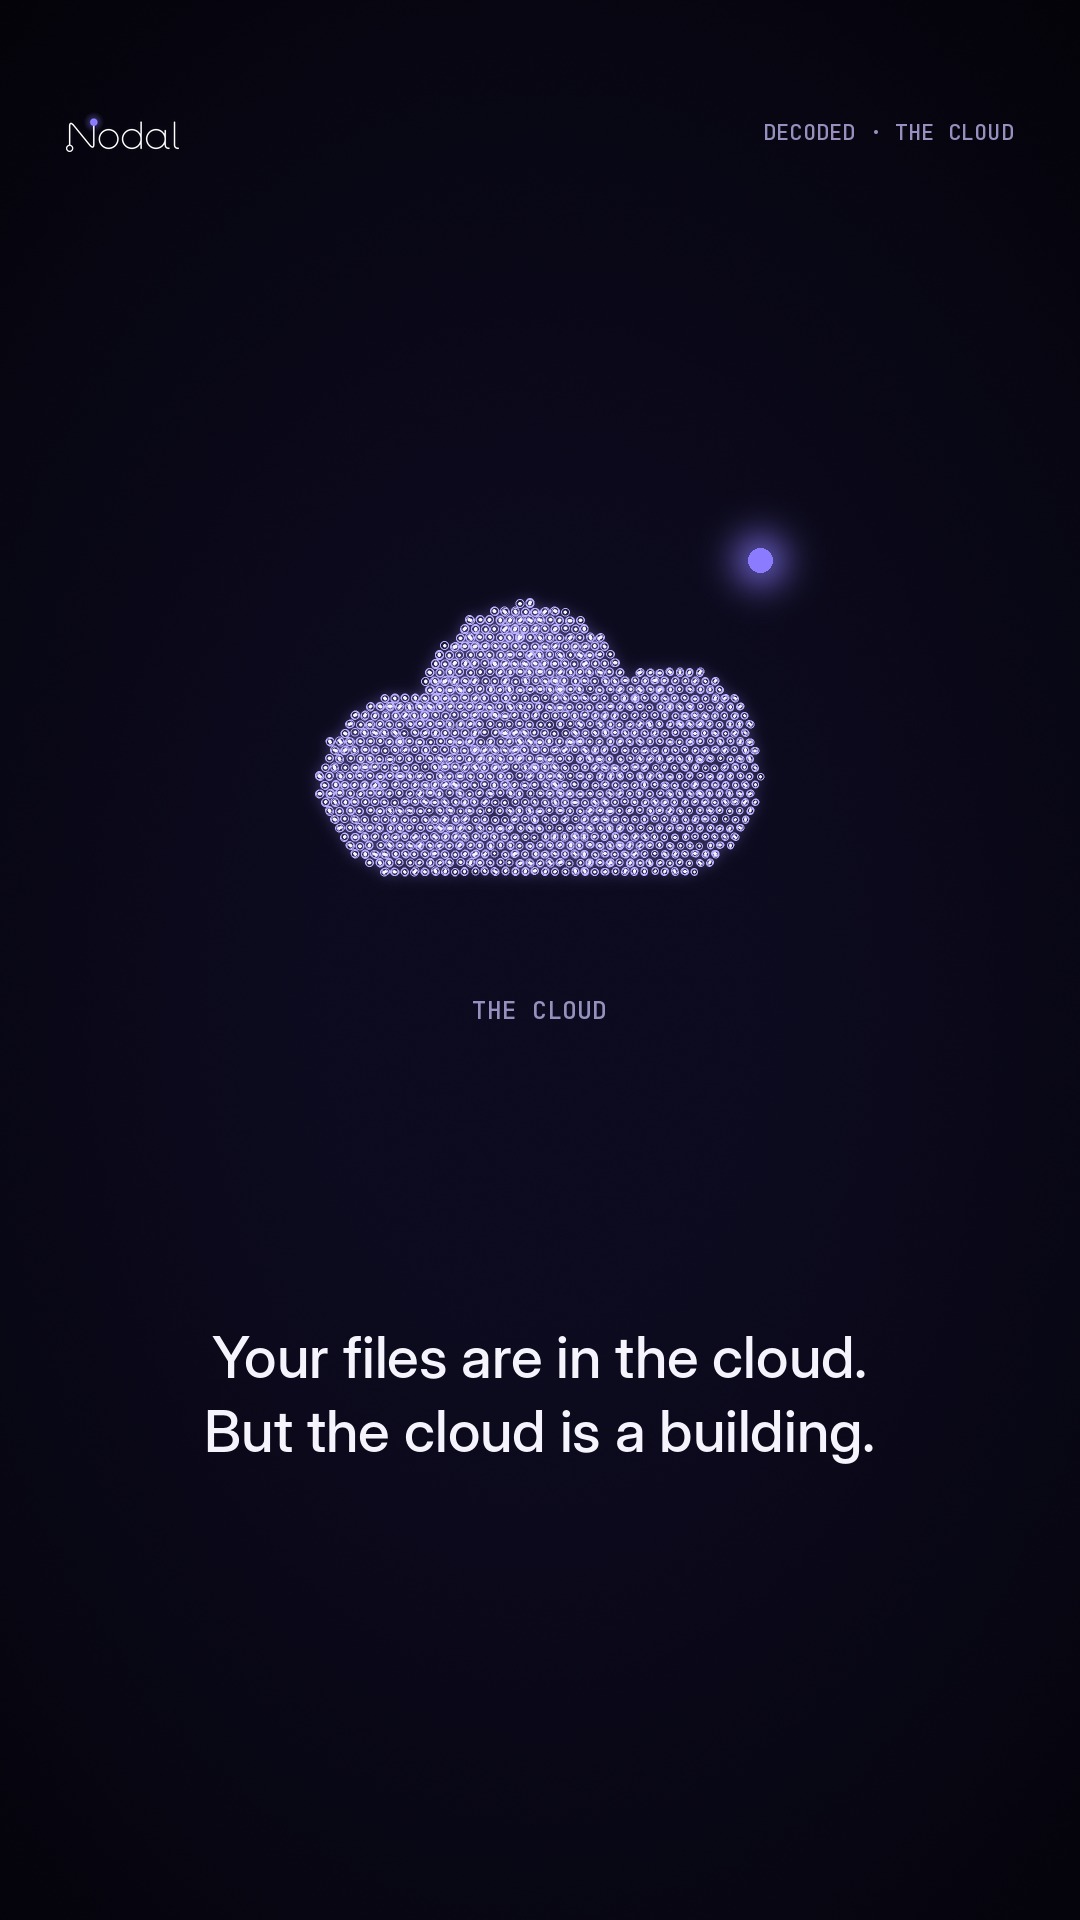 Nodal
DECODED · THE CLOUD
THE CLOUD
Your files are in the cloud.
But the cloud is a building.